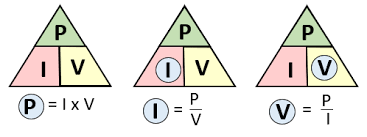 P
I V
P = I x V
P
I V
I = P/V
P
I V
V = P/I